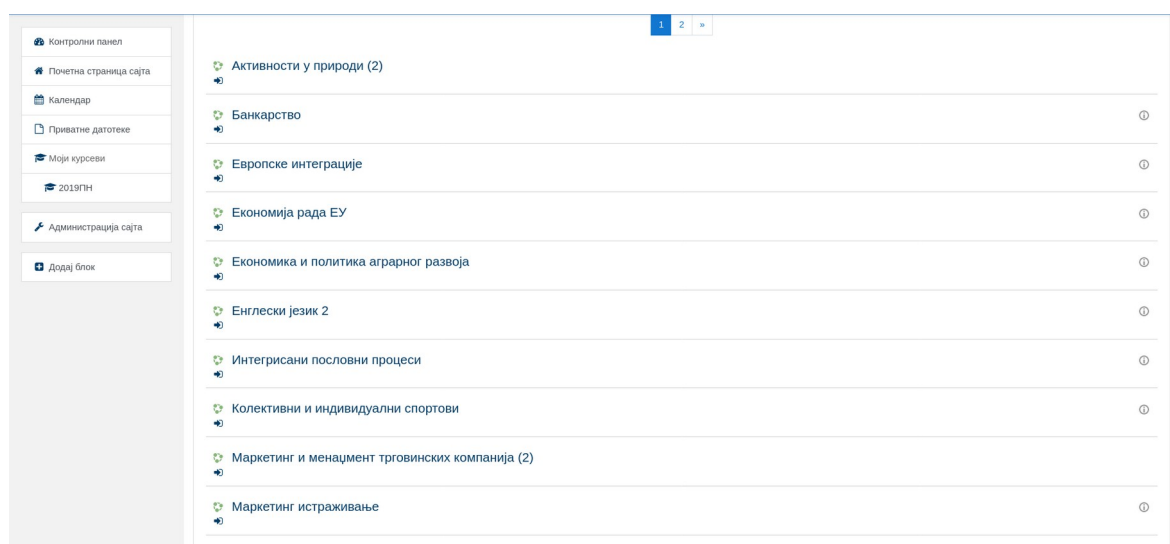 Контролни панел
Почетна страница сајта
Календар
Приватне датотеке
Моји курсеви
2019ПН
Администрација сајта
Додај блок
1 2 »
Активности у природи (2)
Банкарство
Европске интеграције
Економија рада ЕУ
Економика и политика аграрног развоја
Енглески језик 2
Интегрисани пословни процеси
Колективни и индивидуални спортови
Маркетинг и менаџмент трговинских компанија (2)
Маркетинг истраживање